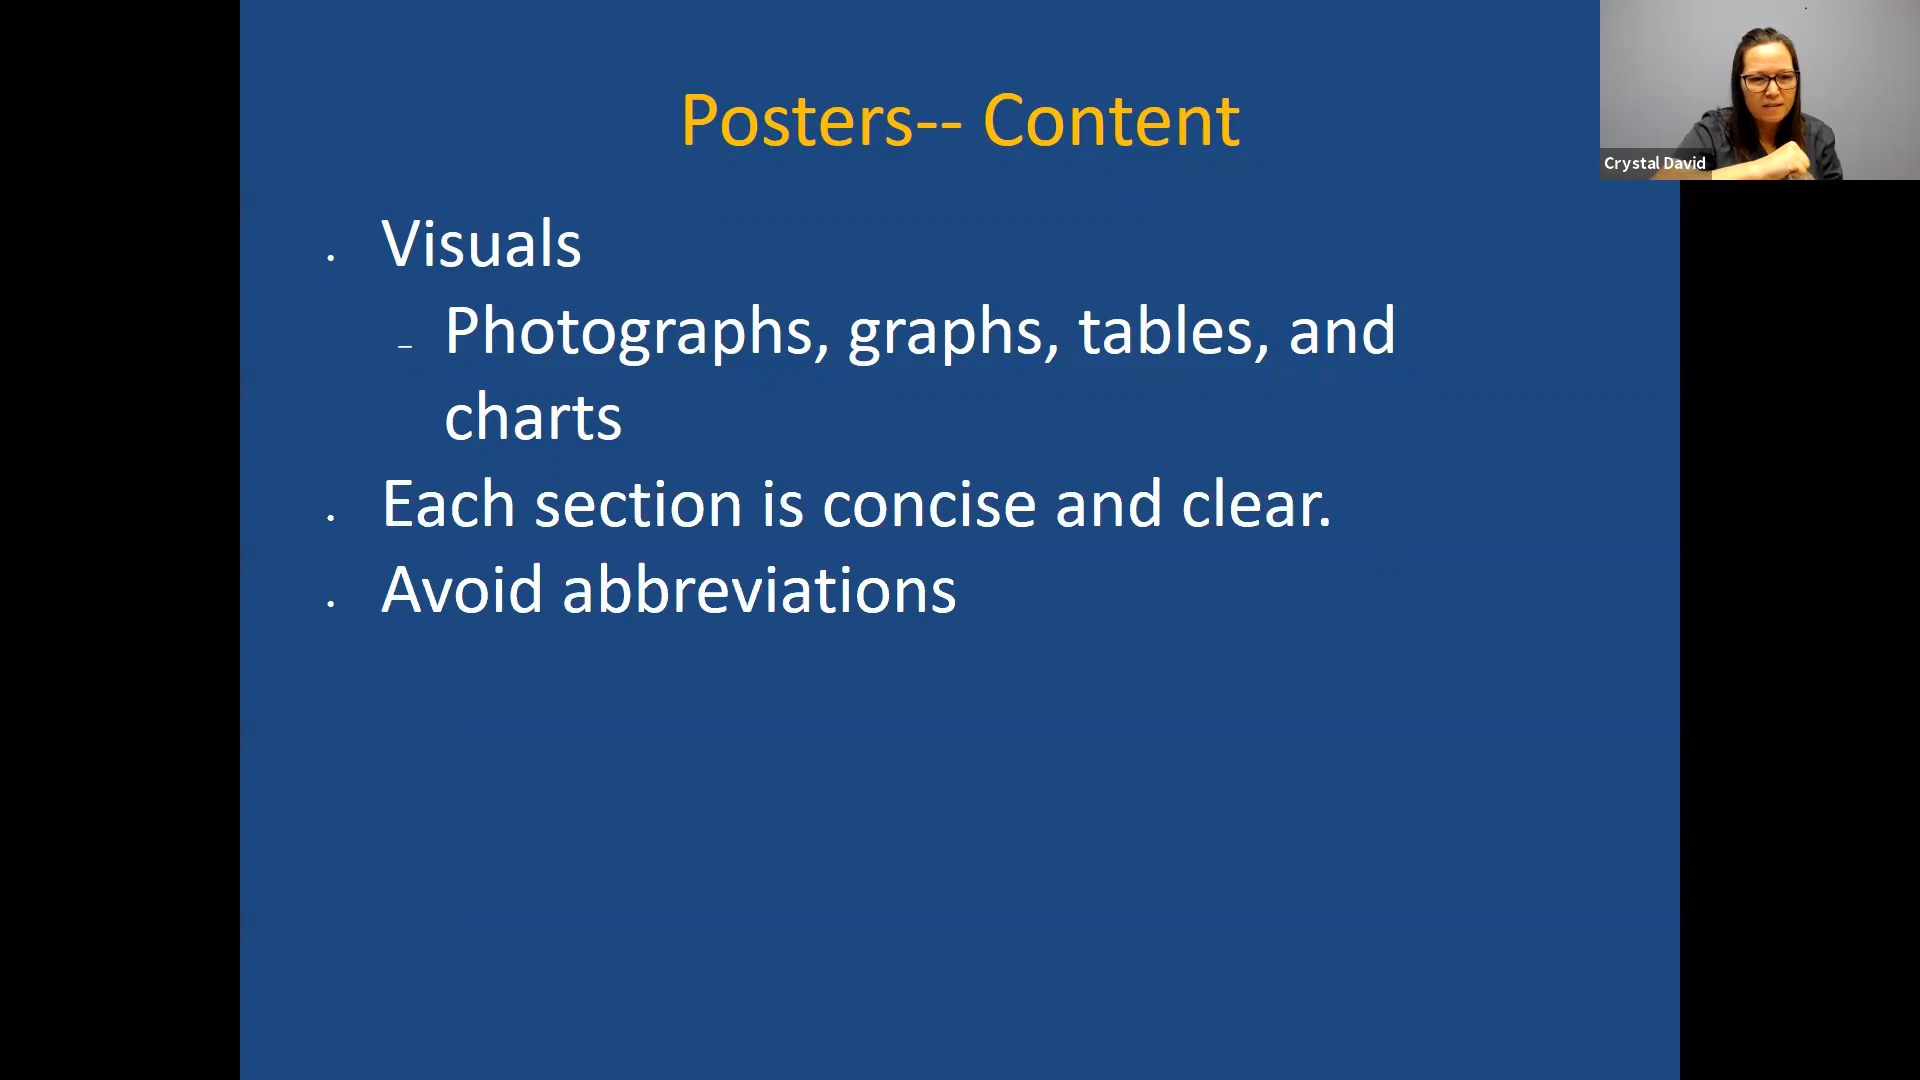 Posters-- Content
Crystal David
. Visuals
– Photographs, graphs, tables, and
charts
. Each section is concise and clear.
. Avoid abbreviations